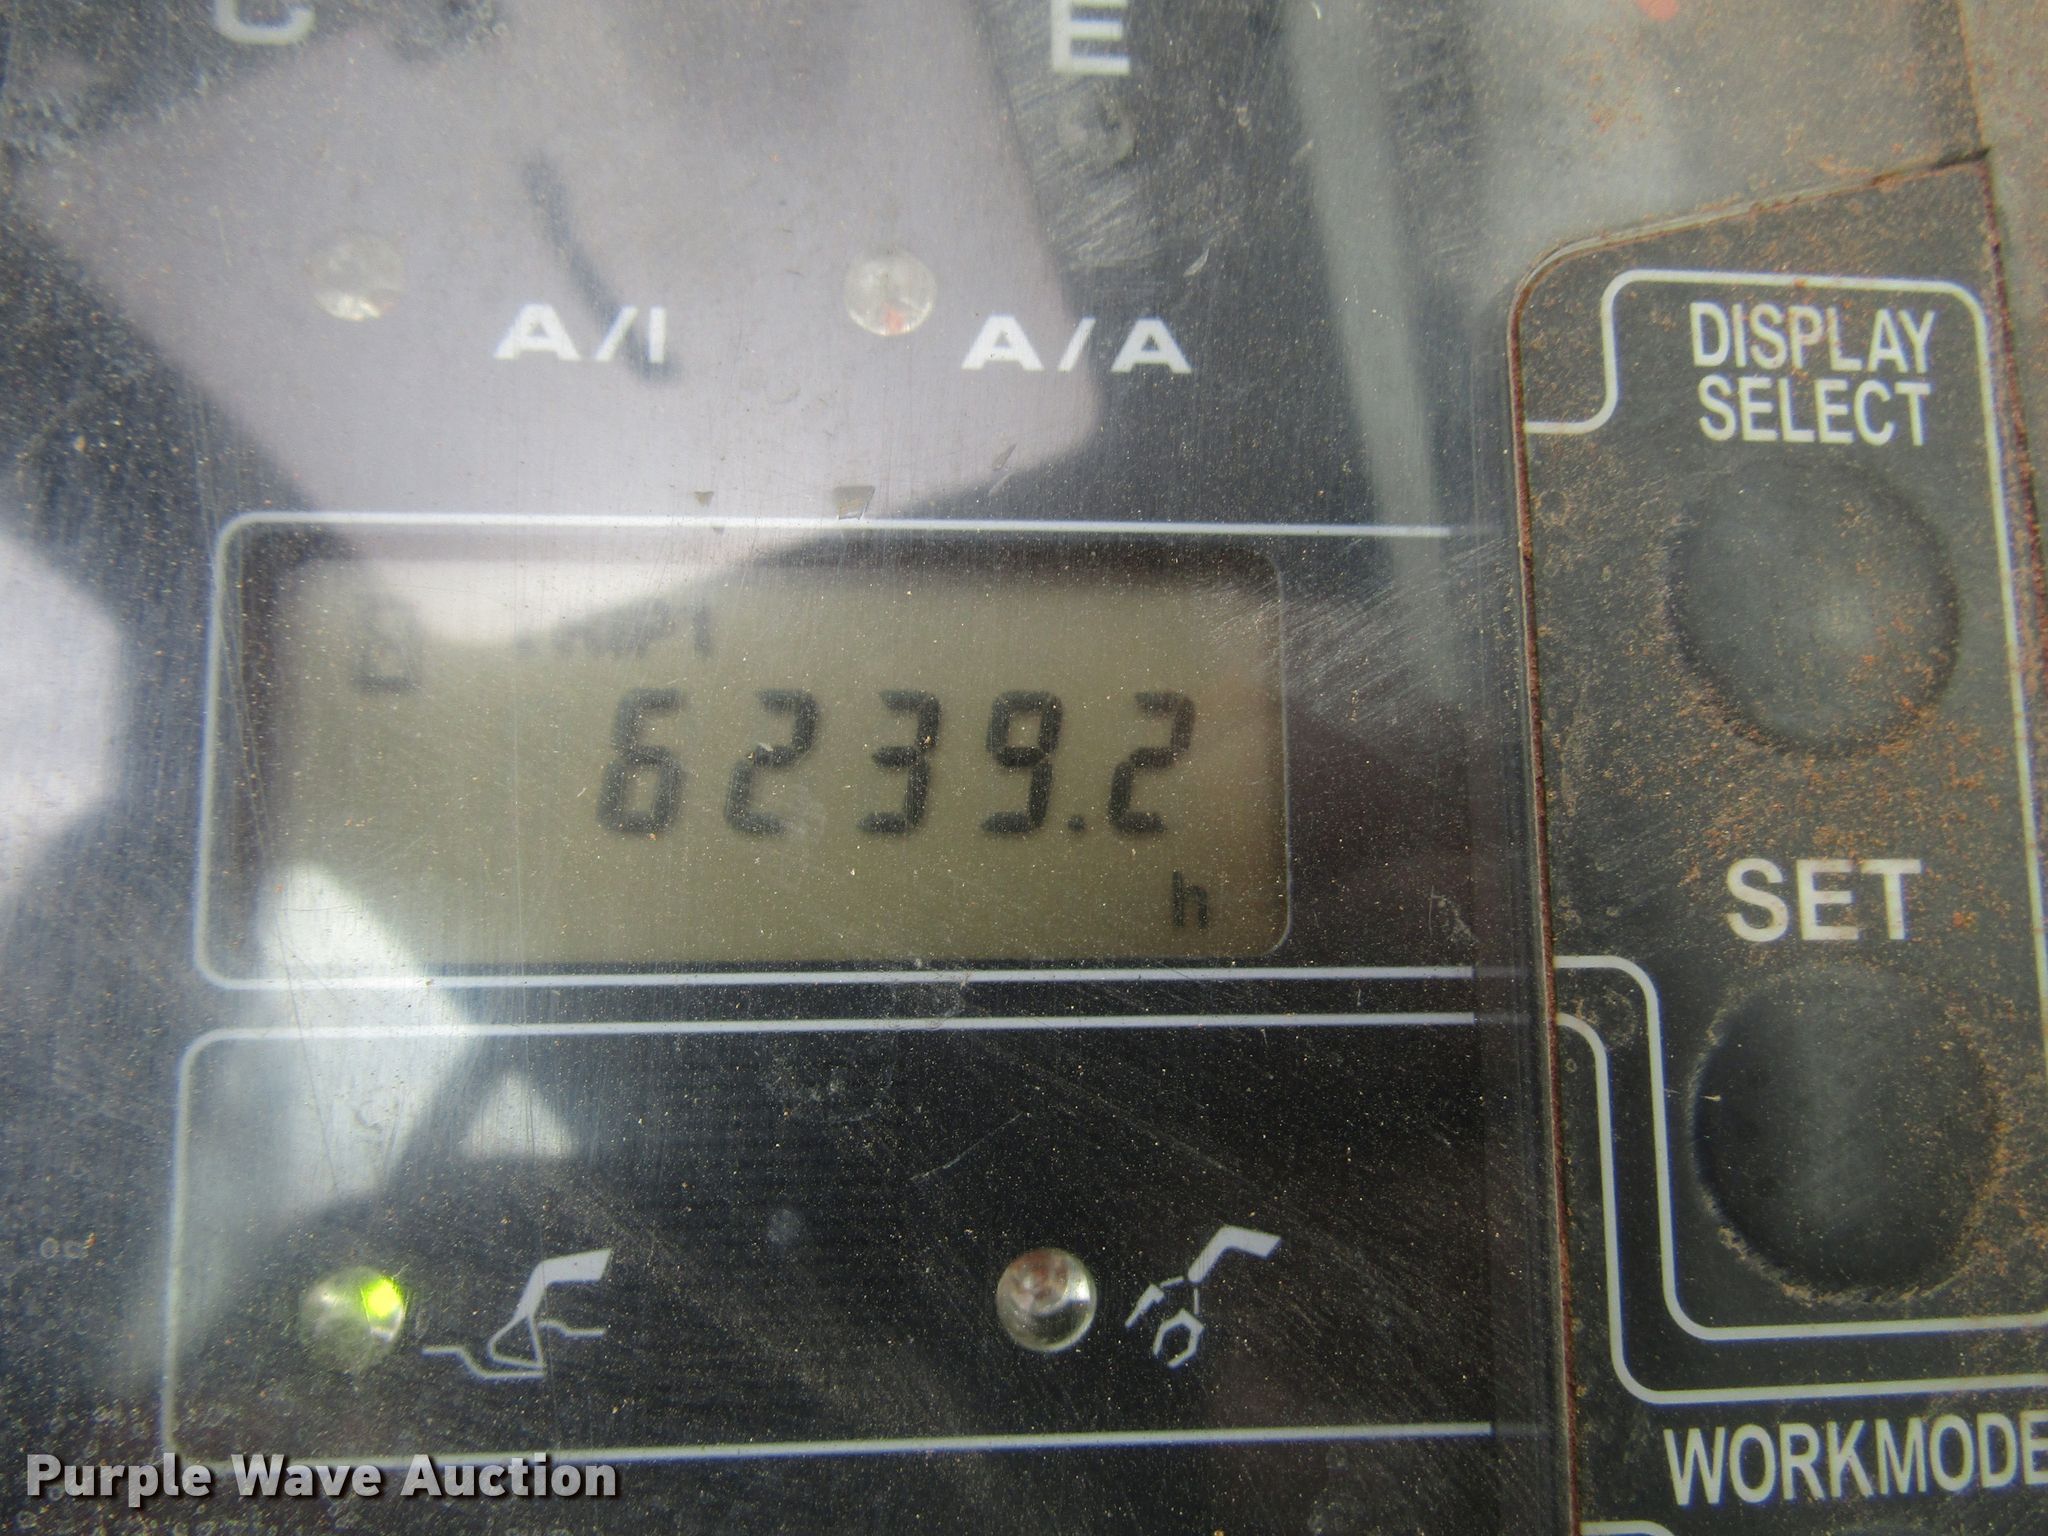 C
E
A/I
A/A
DISPLAY
SELECT
6239.2
h
SET
WORKMODE
Purple Wave Auction